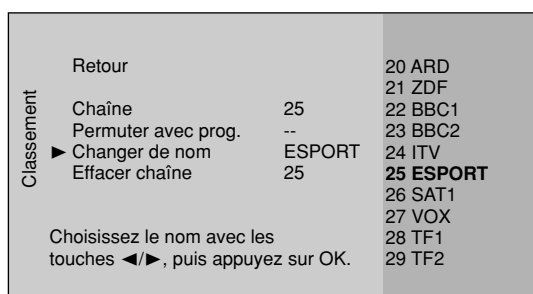 Classement
Retour
Chaîne 25
Permuter avec prog. --
▶ Changer de nom ESPORT
Effacer chaîne 25
Choisissez le nom avec les
touches ◀/▶, puis appuyez sur OK.
20 ARD
21 ZDF
22 BBC1
23 BBC2
24 ITV
25 ESPORT
26 SAT1
27 VOX
28 TF1
29 TF2